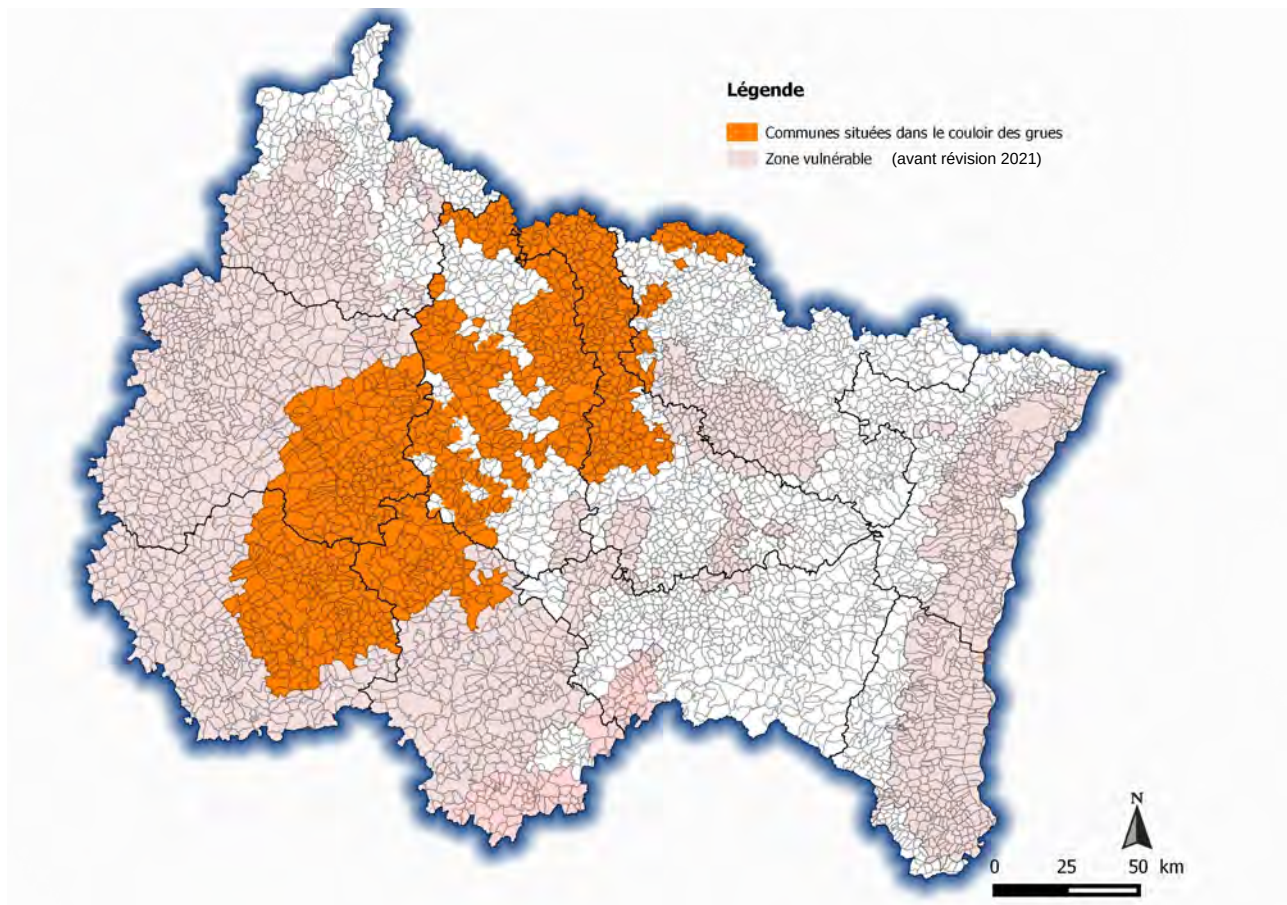 Légende
Communes situées dans le couloir des grues
Zone vulnérable (avant révision 2021)
N
0 25 50 km